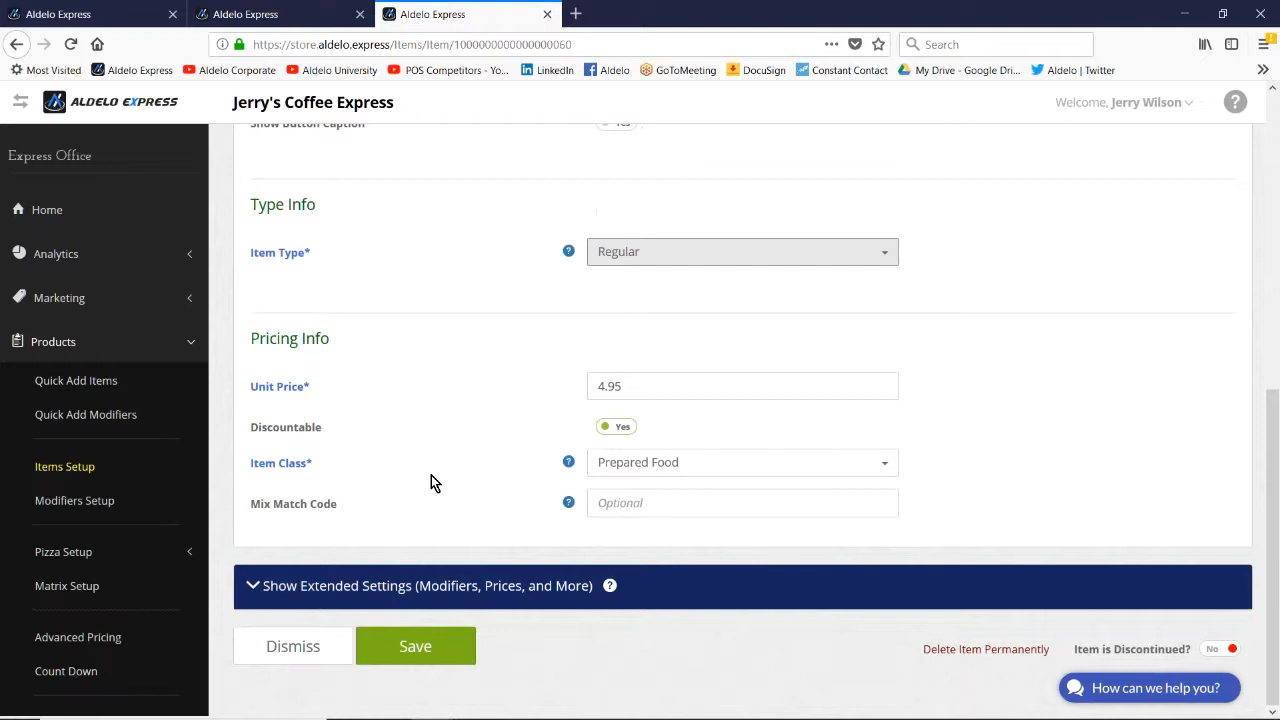 Aldelo Express
Aldelo Express
Aldelo Express
https://store.aldelo.express/Items/Item/
Search
Most Visited
Aldelo Express
Aldelo Corporate
Aldelo University
POS Competitors - Yo...
LinkedIn
Aldelo
GoToMeeting
DocuSign
Constant Contact
My Drive - Google Dri...
Aldelo | Twitter
ALDELO EXPRESS
Jerry's Coffee Express
Welcome, Jerry Wilson
?
Express Office
Home
Analytics
Marketing
Products
Quick Add Items
Quick Add Modifiers
Items Setup
Modifiers Setup
Pizza Setup
Matrix Setup
Advanced Pricing
Count Down
Show Button Caption
Yes
Type Info
Item Type*
?
Regular
Pricing Info
Unit Price*
4.95
Discountable
Yes
Item Class*
?
Prepared Food
Mix Match Code
?
Optional
Show Extended Settings (Modifiers, Prices, and More)
?
Dismiss
Save
Delete Item Permanently
Item is Discontinued?
No
How can we help you?